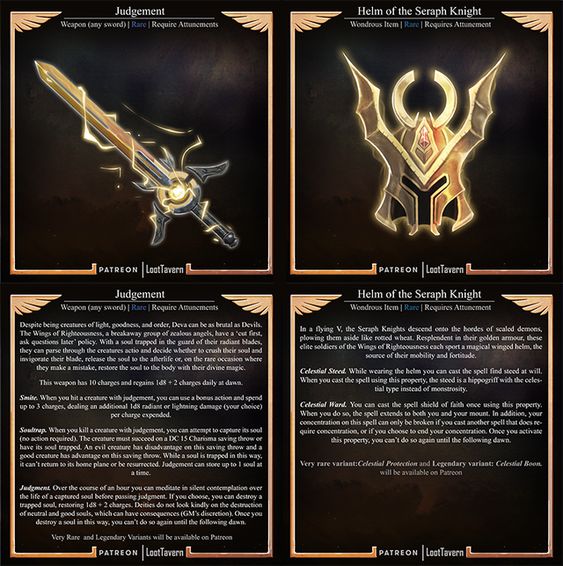 Judgement
Weapon (any sword) | Rare | Require Attunements
PATREON | LootTavern
Helm of the Seraph Knight
Wondrous Item | Rare | Requires Attunement
PATREON | LootTavern
Judgement
Weapon (any sword) | Rare | Require Attunements
Despite being creatures of light, goodness, and order, Deva can be as brutal as Devils.
The Wings of Righteousness, a breakaway group of zealous angels, have a ‘cut first,
ask questions later’ policy. With a soul trapped in the guard of their radiant blades,
they can parse through the creatures actio and decide whether to crush their soul and
invigorate their blade, release the soul to the afterlife or, on the rare occasion where
they make a mistake, restore the soul to the body with their divine magic.
This weapon has 10 charges and regains 1d8 + 2 charges daily at dawn.
Smite. When you hit a creature with judgement, you can use a bonus action and spend
up to 3 charges, dealing an additional 1d8 radiant or lightning damage (your choice)
per charge expended.
Soultrap. When you kill a creature with judgement, you can attempt to capture its soul
(no action required). The creature must succeed on a DC 15 Charisma saving throw or
have its soul trapped. An evil creature has disadvantage on this saving throw and a
good creature has advantage on this saving throw. While a soul is trapped in this way,
it can’t return to its home plane or be resurrected. Judgement can store up to 1 soul at
a time.
Judgment. Over the course of an hour you can meditate in silent contemplation over
the life of a captured soul before passing judgment. If you choose, you can destroy a
trapped soul, restoring 1d8 + 2 charges. Deities do not look kindly on the destruction
of neutral and good souls, which can have consequences (GM’s discretion). Once you
destroy a soul in this way, you can’t do so again until the following dawn.
Very Rare and Legendary Variants will be available on Patreon
PATREON | LootTavern
Helm of the Seraph Knight
Wondrous Item | Rare | Requires Attunement
In a flying V, the Seraph Knights descend onto the hordes of scaled demons,
plowing them aside like rotted wheat. Resplendent in their golden armour, these
elite soldiers of the Wings of Righteousness each sport a magical winged helm, the
source of their mobility and fortitude.
Celestial Steed. While wearing the helm you can cast the spell find steed at will.
When you cast the spell using this property, the steed is a hippogriff with the celes-
tial type instead of monstrosity.
Celestial Ward. You can cast the spell shield of faith once using this property.
When you do so, the spell extends to both you and your mount. In addition, your
concentration on this spell can only be broken if you cast another spell that does re-
quire concentration, or if you choose to end your concentration. Once you activate
this property, you can’t do so again until the following dawn.
Very rare variant:Celestial Protection and Legendary variant: Celestial Boon.
will be available on Patreon
PATREON | LootTavern